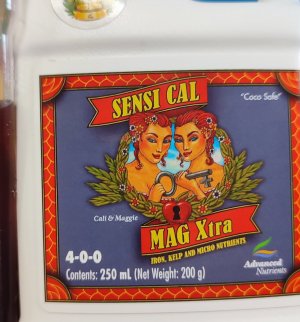 SENSI CAL
"Coco Safe"
Cali & Maggie
MAG Xtra
IRON, KELP AND MICRO NUTRIENTS
4-0-0
Contents: 250 mL (Net Weight: 200 g)
Advanced
Nutrients